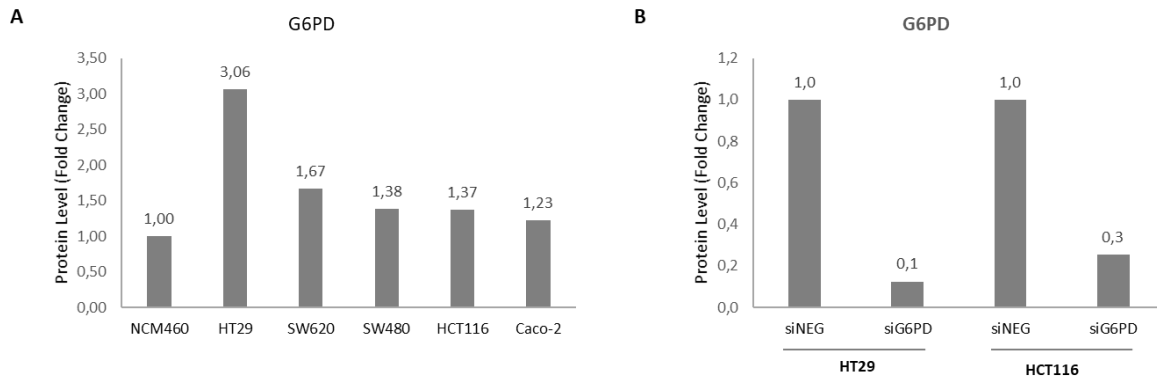 A
G6PD
Protein Level (Fold Change)
3,50
3,00
2,50
2,00
1,50
1,00
0,50
0,00
1,00
3,06
1,67
1,38
1,37
1,23
NCM460 HT29 SW620 SW480 HCT116 Caco-2
B
G6PD
Protein Level (Fold Change)
1,2
1,0
0,8
0,6
0,4
0,2
0,0
1,0
0,1
1,0
0,3
siNEG siG6PD siNEG siG6PD
HT29 HCT116